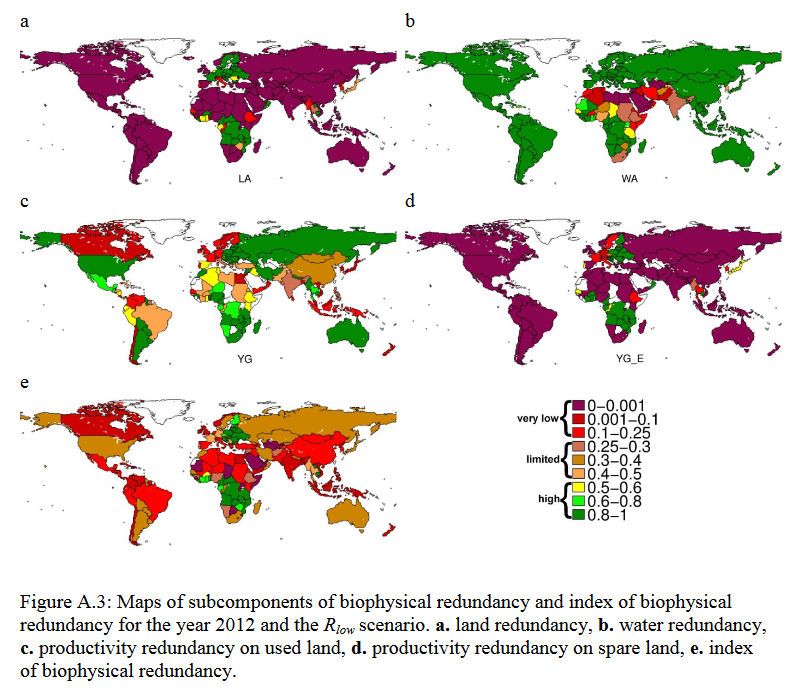 a
b
LA
WA
c
d
YG
YG_E
e
very low
0−0.001
0.001−0.1
0.1−0.25
limited
0.25−0.3
0.3−0.4
0.4−0.5
high
0.5−0.6
0.6−0.8
0.8−1
Figure A.3: Maps of subcomponents of biophysical redundancy and index of biophysical
redundancy for the year 2012 and the Rlow scenario. a. land redundancy, b. water redundancy,
c. productivity redundancy on used land, d. productivity redundancy on spare land, e. index
of biophysical redundancy.